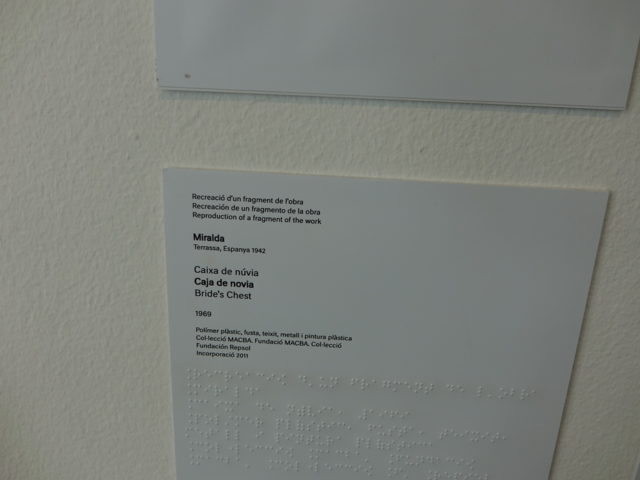 Recreació d'un fragment de l'obra
Recreación de un fragmento de la obra
Reproduction of a fragment of the work
Miralda
Terrassa, Espanya 1942
Caixa de núvia
Caja de novia
Bride's Chest
1969
Polímer plàstic, fusta, teixit, metall i pintura plàstica
Col·lecció MACBA. Fundació MACBA. Col·lecció
Fundación Repsol
Incorporació 2011